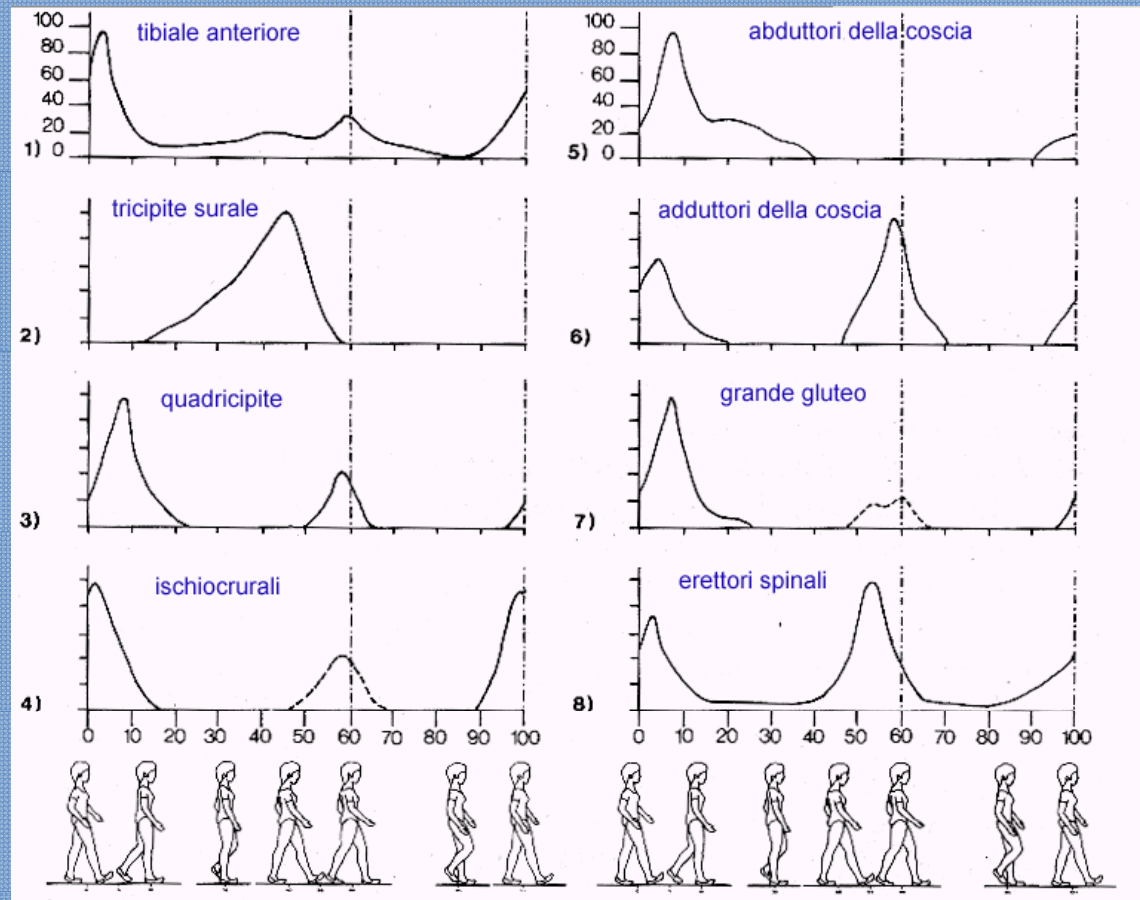 100
80
60
40
20
1) 0
tibiale anteriore
100
80
60
40
20
5) 0
abduttori della coscia
2)
tricipite surale
6)
adduttori della coscia
3)
quadricipite
7)
grande gluteo
4)
ischiocrurali
8)
erettori spinali
0 10 20 30 40 50 60 70 80 90 100
0 10 20 30 40 50 60 70 80 90 100